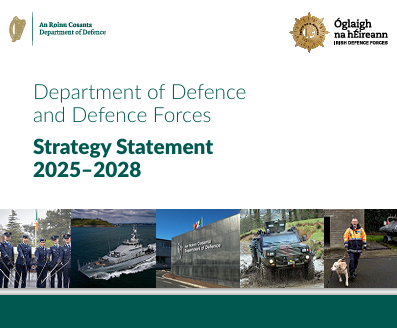 An Roinn Cosanta
Department of Defence
Óglaigh
na hÉireann
IRISH DEFENCE FORCES
Department of Defence
and Defence Forces
Strategy Statement
2025–2028
An Roinn Cosanta
Department of Defence